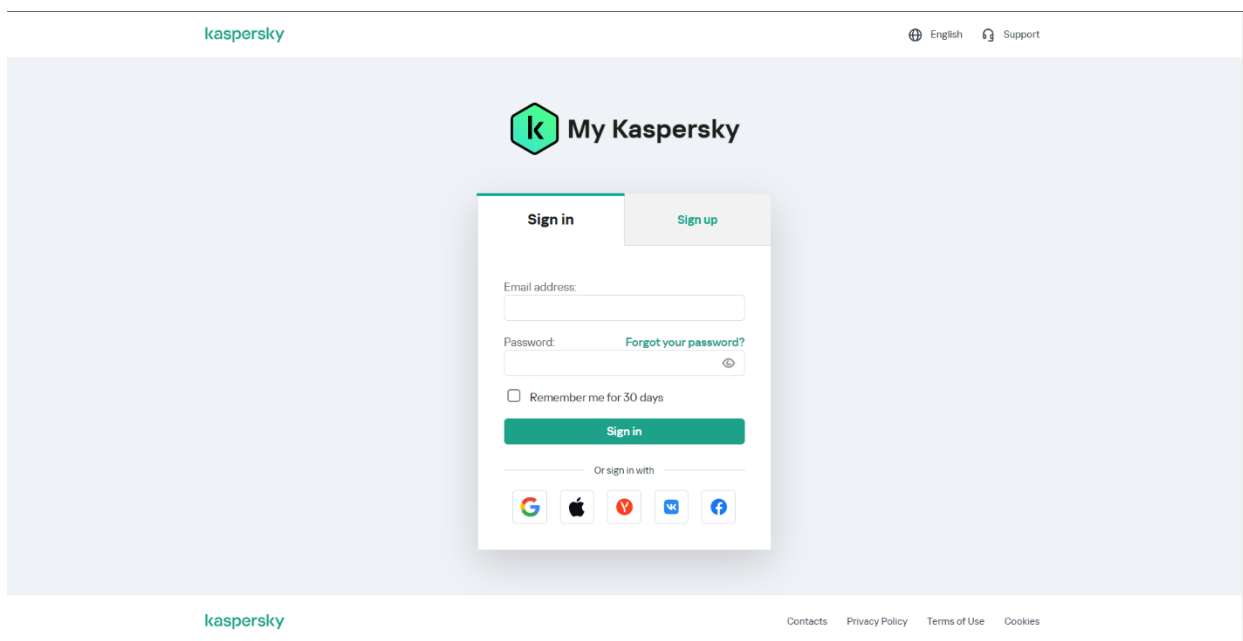 kaspersky English Support
k My Kaspersky
Sign in Sign up
Email address:
Password: Forgot your password?
Remember me for 30 days
Sign in
Or sign in with
kaspersky Contacts Privacy Policy Terms of Use Cookies